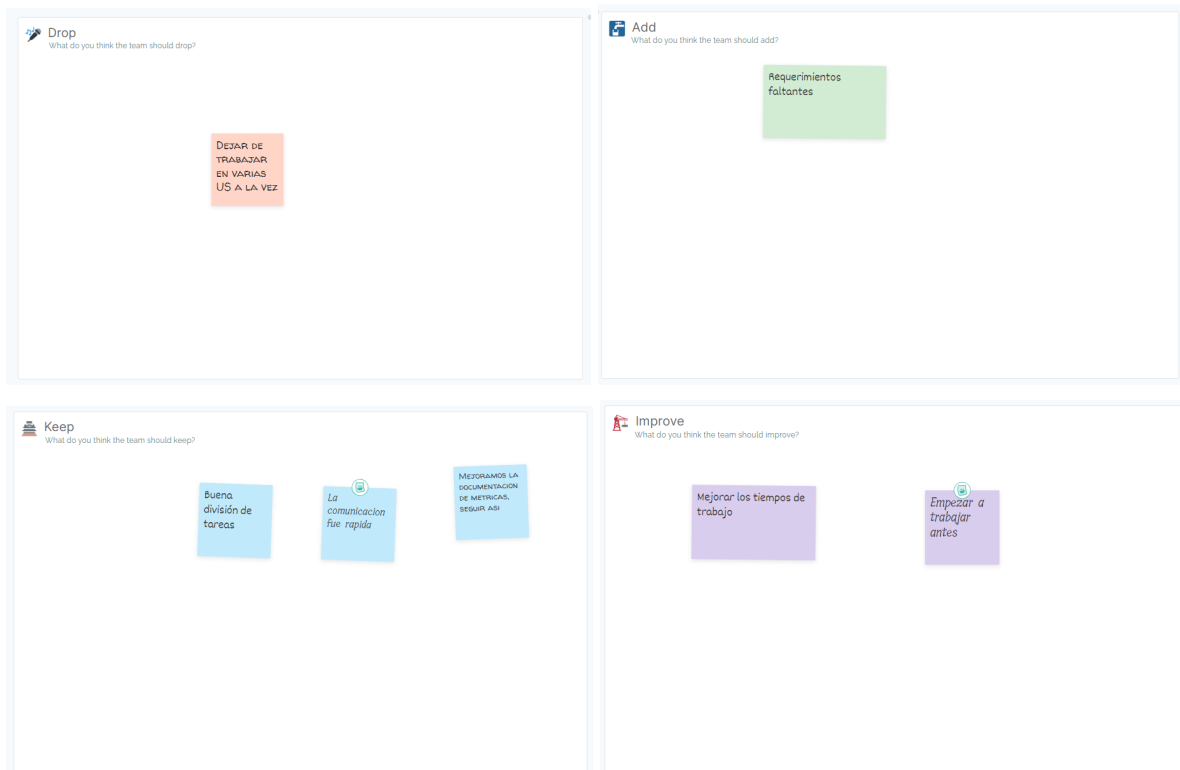 Drop
What do you think the team should drop?
DEJAR DE
TRABAJAR
EN VARIAS
US A LA VEZ
Add
What do you think the team should add?
Requerimientos
faltantes
Keep
What do you think the team should keep?
Buena
división de
tareas
La
comunicacion
fue rapida
MEJORAMOS LA
DOCUMENTACION
DE METRICAS,
SEGUIR ASI
Improve
What do you think the team should improve?
Mejorar los tiempos de
trabajo
Empezar a
trabajar
antes